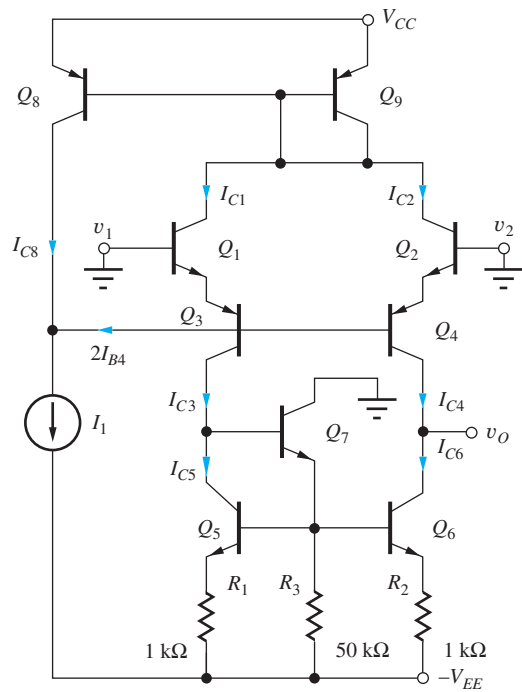 V_CC
Q_8
Q_9
I_C1
I_C2
v_1
v_2
I_C8
Q_1
Q_2
Q_3
Q_4
2I_B4
I_1
I_C3
I_C4
Q_7
v_O
I_C5
I_C6
Q_5
Q_6
R_1
R_3
R_2
1 kΩ
50 kΩ
1 kΩ
–V_EE